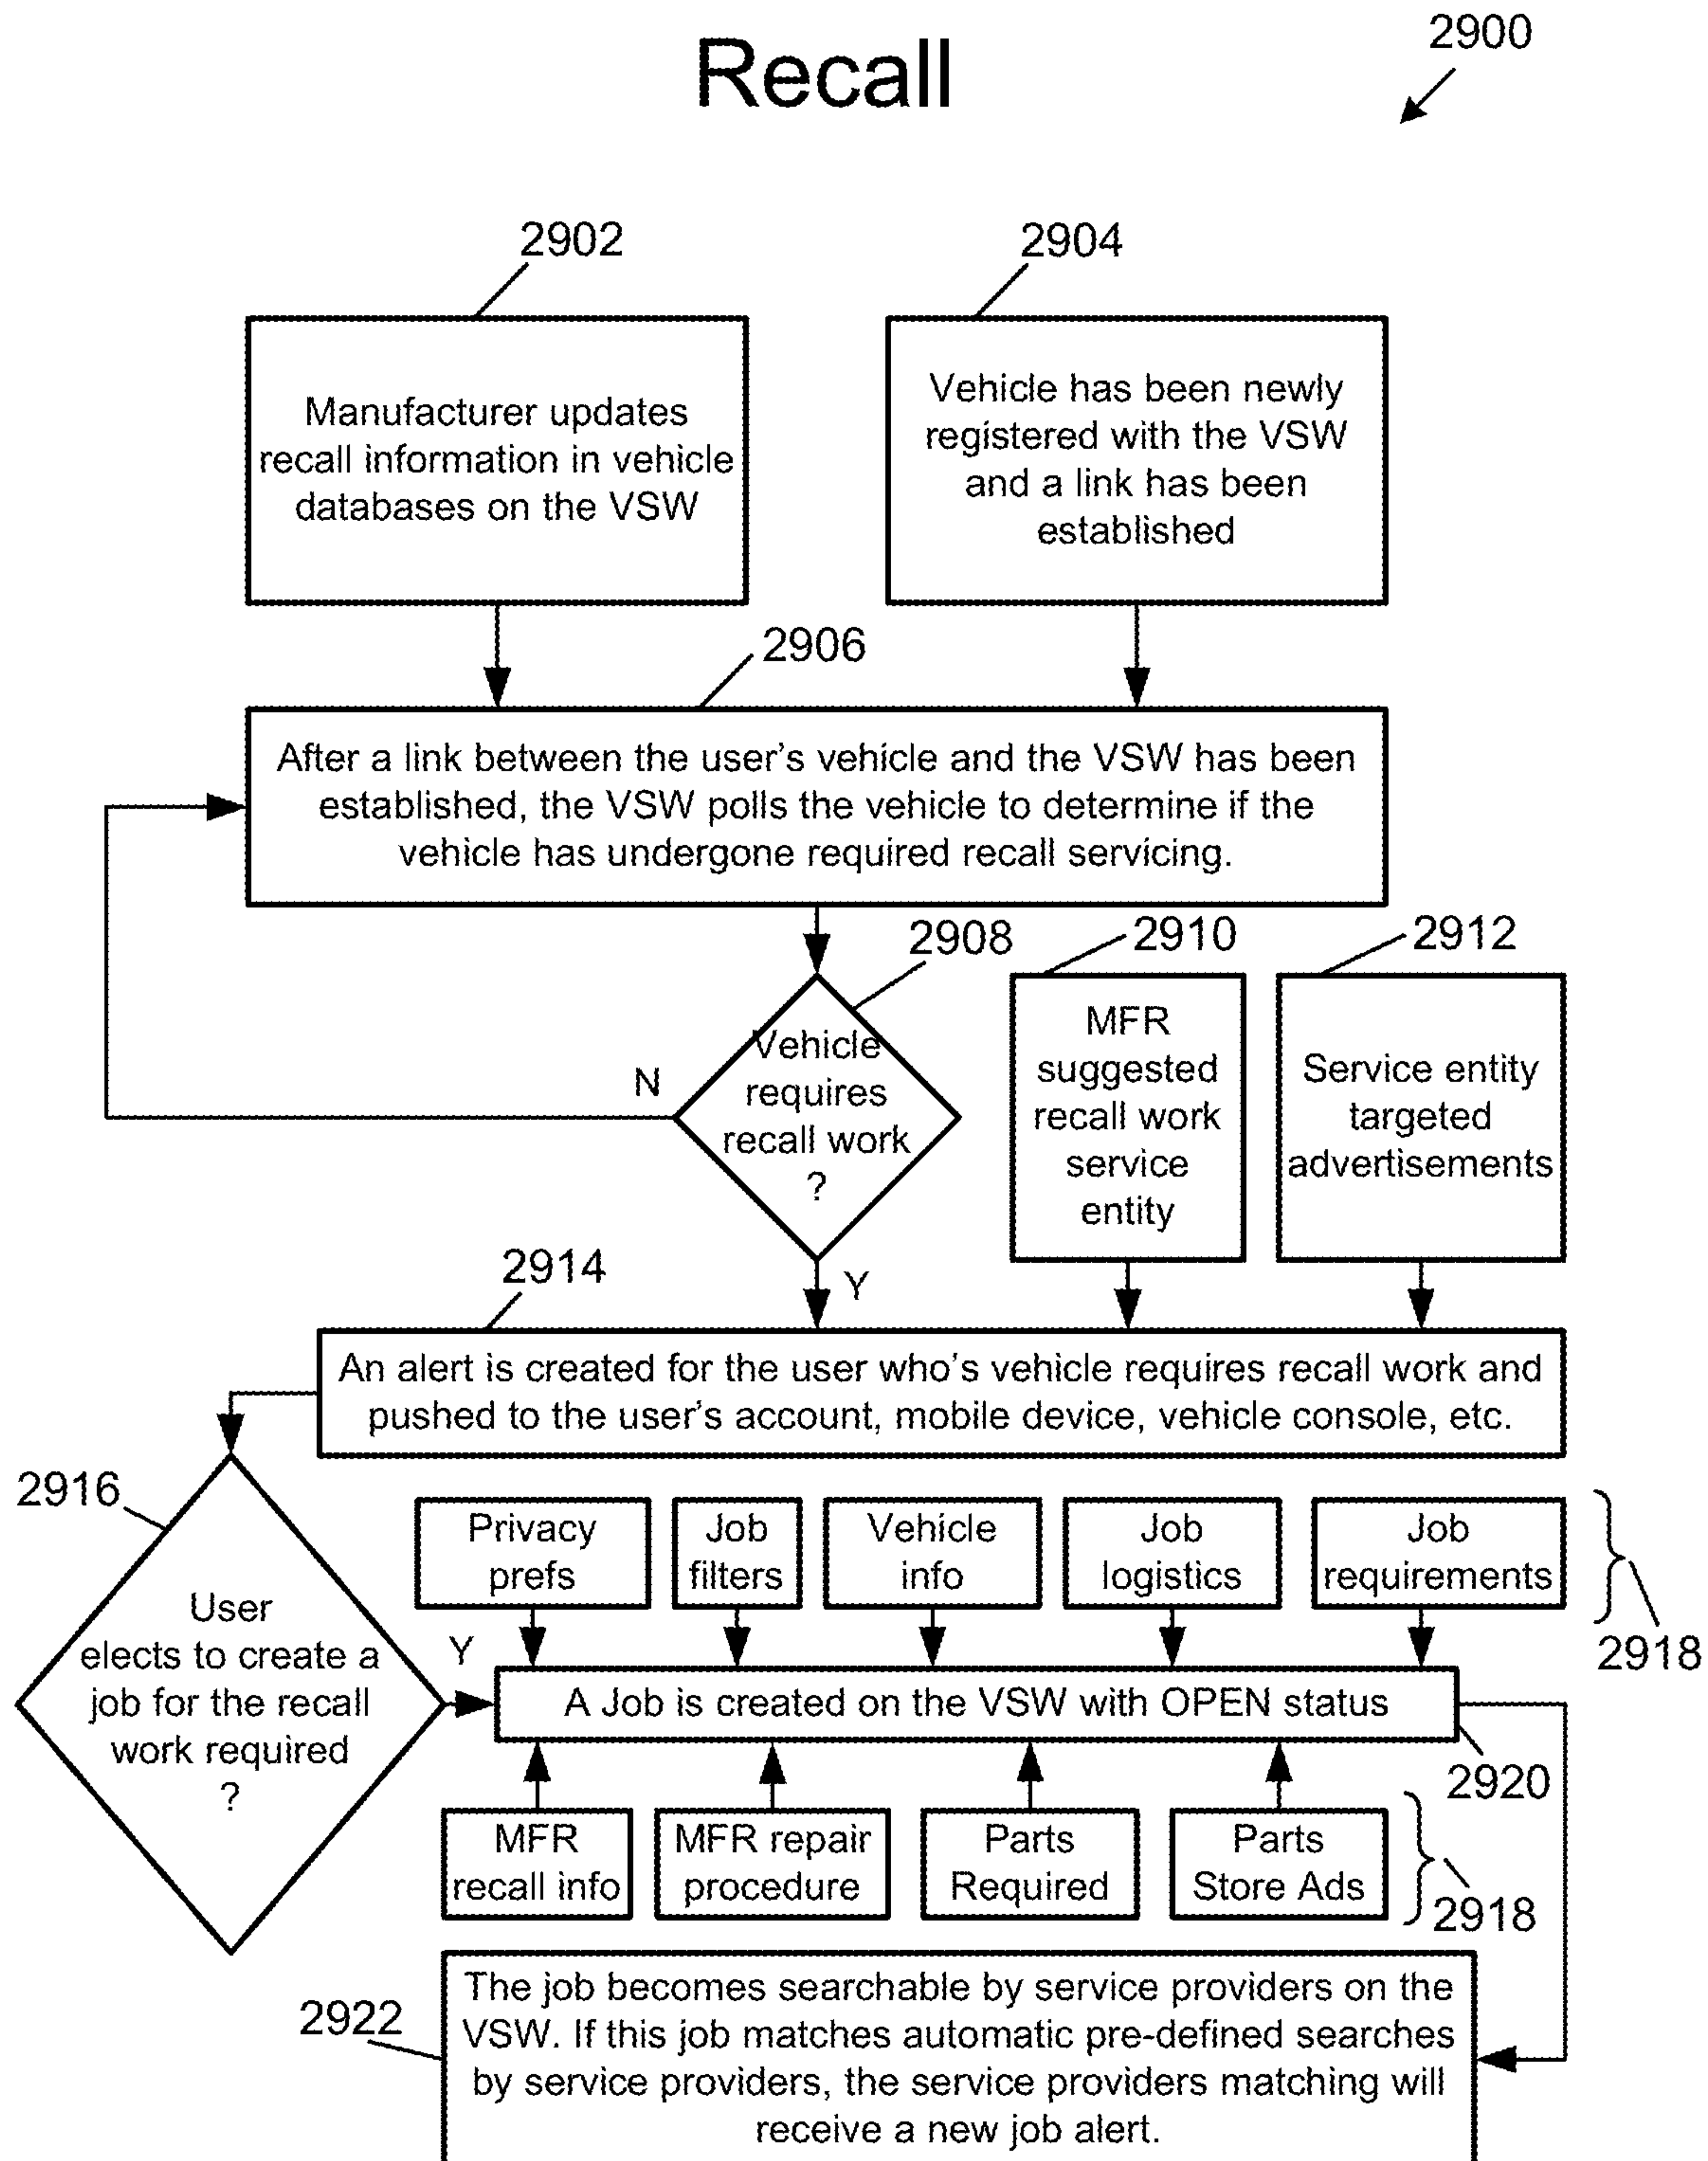 Recall
2900
2902
2904
Manufacturer updates
recall information in vehicle
databases on the VSW
Vehicle has been newly
registered with the VSW
and a link has been
established
2906
After a link between the user's vehicle and the VSW has been
established, the VSW polls the vehicle to determine if the
vehicle has undergone required recall servicing.
2908
2910
2912
Vehicle
requires
recall work
?
N
MFR
suggested
recall work
service
entity
Service entity
targeted
advertisements
2914
Y
An alert is created for the user who's vehicle requires recall work and
pushed to the user's account, mobile device, vehicle console, etc.
2916
Privacy
prefs
Job
filters
Vehicle
info
Job
logistics
Job
requirements
2918
User
elects to create a
job for the recall
work required
?
Y
A Job is created on the VSW with OPEN status
2920
MFR
recall info
MFR repair
procedure
Parts
Required
Parts
Store Ads
2918
2922
The job becomes searchable by service providers on the
VSW. If this job matches automatic pre-defined searches
by service providers, the service providers matching will
receive a new job alert.